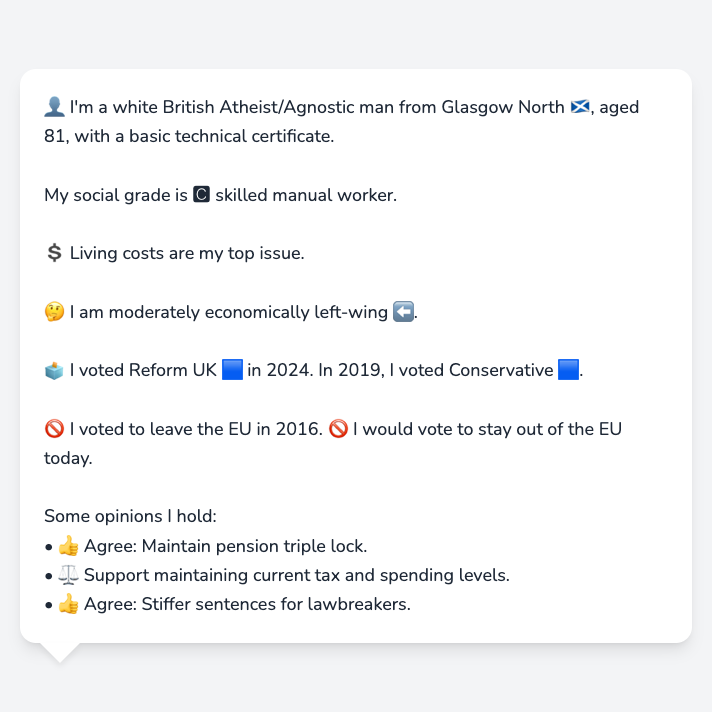 👤 I'm a white British Atheist/Agnostic man from Glasgow North 🏴󠁧󠁢󠁳󠁣󠁴󠁿, aged
81, with a basic technical certificate.
My social grade is 🅲 skilled manual worker.
💲 Living costs are my top issue.
🤔 I am moderately economically left-wing ⬅️.
🗳️ I voted Reform UK 🟦 in 2024. In 2019, I voted Conservative 🟦.
🚫 I voted to leave the EU in 2016. 🚫 I would vote to stay out of the EU
today.
Some opinions I hold:
• 👍 Agree: Maintain pension triple lock.
• ⚖️ Support maintaining current tax and spending levels.
• 👍 Agree: Stiffer sentences for lawbreakers.